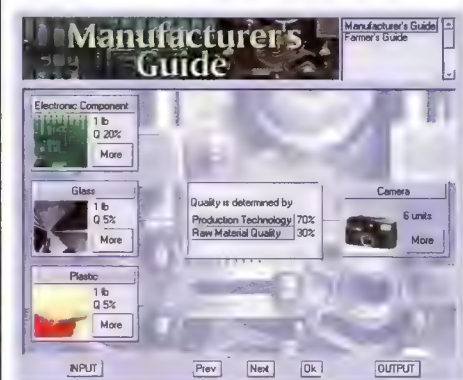 Manufacturer's
Guide
Manufacturer's Guide
Farmer's Guide
Electronic Component
1 lb
Q 20%
More
Glass
1 lb
Q 5%
More
Plastic
1 lb
Q 5%
More
Quality is determined by
Production Technology 70%
Raw Material Quality 30%
Camera
6 units
More
INPUT
Prev
Next
Ok
OUTPUT